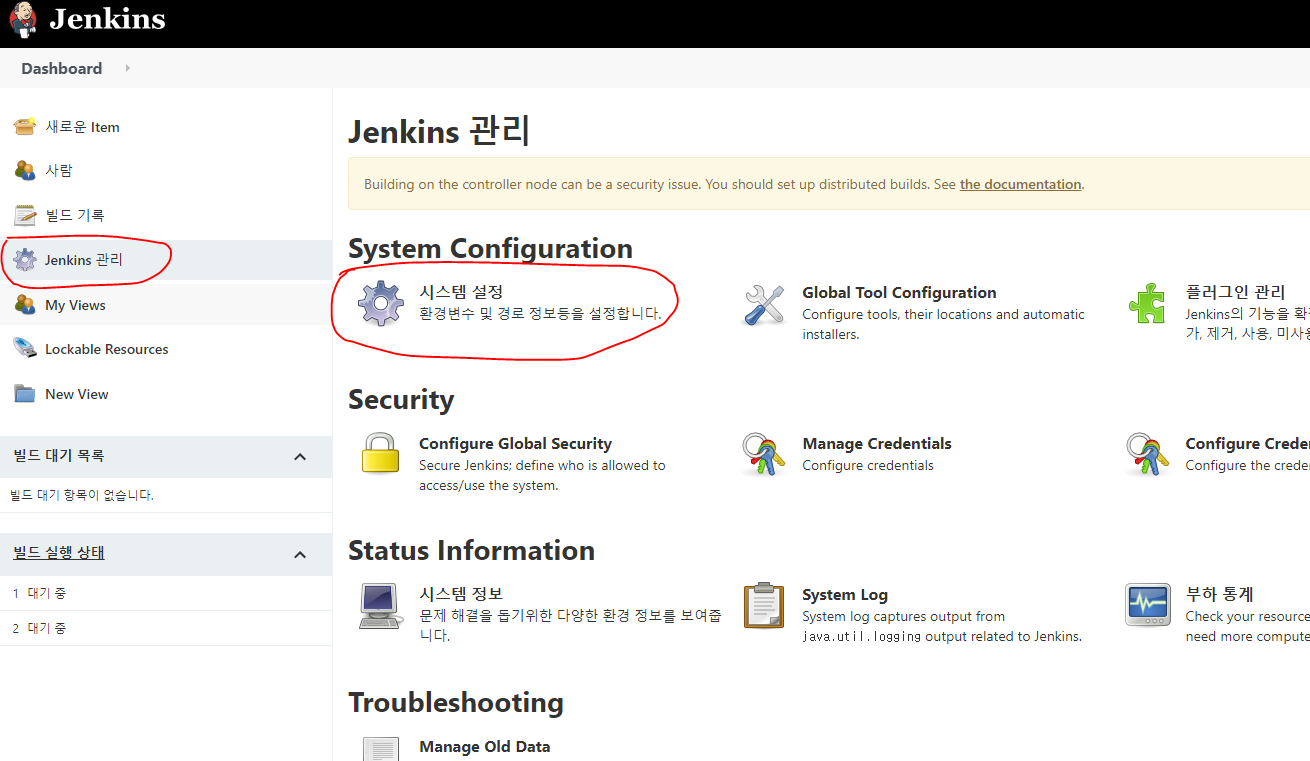 Jenkins
Dashboard
새로운 Item
사람
빌드 기록
Jenkins 관리
My Views
Lockable Resources
New View
빌드 대기 목록
빌드 대기 항목이 없습니다.
빌드 실행 상태
1 대기 중
2 대기 중
Jenkins 관리
Building on the controller node can be a security issue. You should set up distributed builds. See the documentation.
System Configuration
시스템 설정
환경변수 및 경로 정보등을 설정합니다.
Global Tool Configuration
Configure tools, their locations and automatic
installers.
플러그인 관리
Jenkins의 기능을 확
가, 제거, 사용, 미사용
Security
Configure Global Security
Secure Jenkins; define who is allowed to
access/use the system.
Manage Credentials
Configure credentials
Configure Crede
Configure the crede
Status Information
시스템 정보
문제 해결을 돕기위한 다양한 환경 정보를 보여줍
니다.
System Log
System log captures output from
java.util.logging output related to Jenkins.
부하 통계
Check your resource
need more compute
Troubleshooting
Manage Old Data